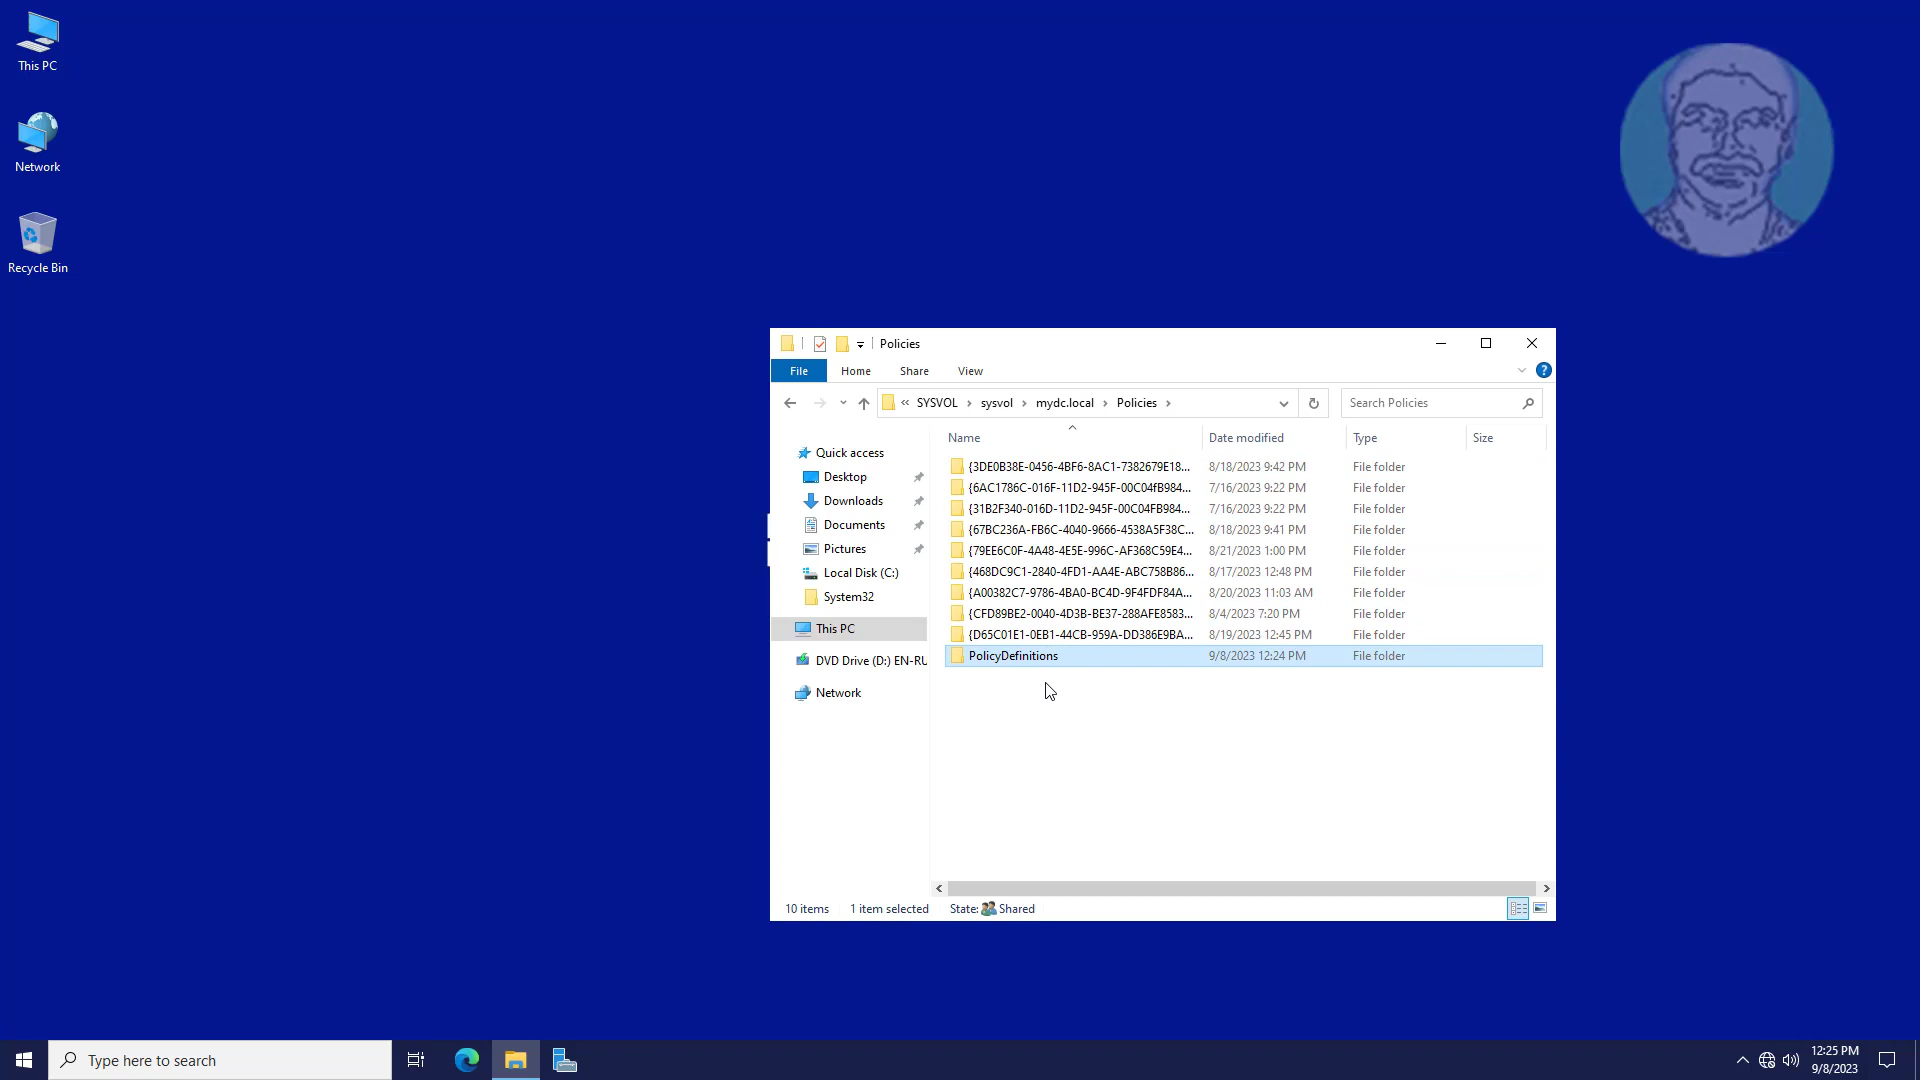 This PC
Network
Recycle Bin
Policies
File Home Share View
« SYSVOL › sysvol › mydc.local › Policies ›
Search Policies
Name Date modified Type Size
Quick access
Desktop
Downloads
Documents
Pictures
Local Disk (C:)
System32
This PC
DVD Drive (D:) EN-RU
Network
{3DE0B38E-0456-4BF6-8AC1-7382679E18... 8/18/2023 9:42 PM File folder
{6AC1786C-016F-11D2-945F-00C04fB984... 7/16/2023 9:22 PM File folder
{31B2F340-016D-11D2-945F-00C04FB984... 7/16/2023 9:22 PM File folder
{67BC236A-FB6C-4040-9666-4538A5F38C... 8/18/2023 9:41 PM File folder
{79EE6C0F-4A48-4E5E-996C-AF368C59E4... 8/21/2023 1:00 PM File folder
{468DC9C1-2840-4FD1-AA4E-ABC758B86... 8/17/2023 12:48 PM File folder
{A00382C7-9786-4BA0-BC4D-9F4FDF84A... 8/20/2023 11:03 AM File folder
{CFD89BE2-0040-4D3B-BE37-288AFE8583... 8/4/2023 7:20 PM File folder
{D65C01E1-0EB1-44CB-959A-DD386E9BA... 8/19/2023 12:45 PM File folder
PolicyDefinitions 9/8/2023 12:24 PM File folder
10 items 1 item selected State: Shared
Type here to search
12:25 PM
9/8/2023